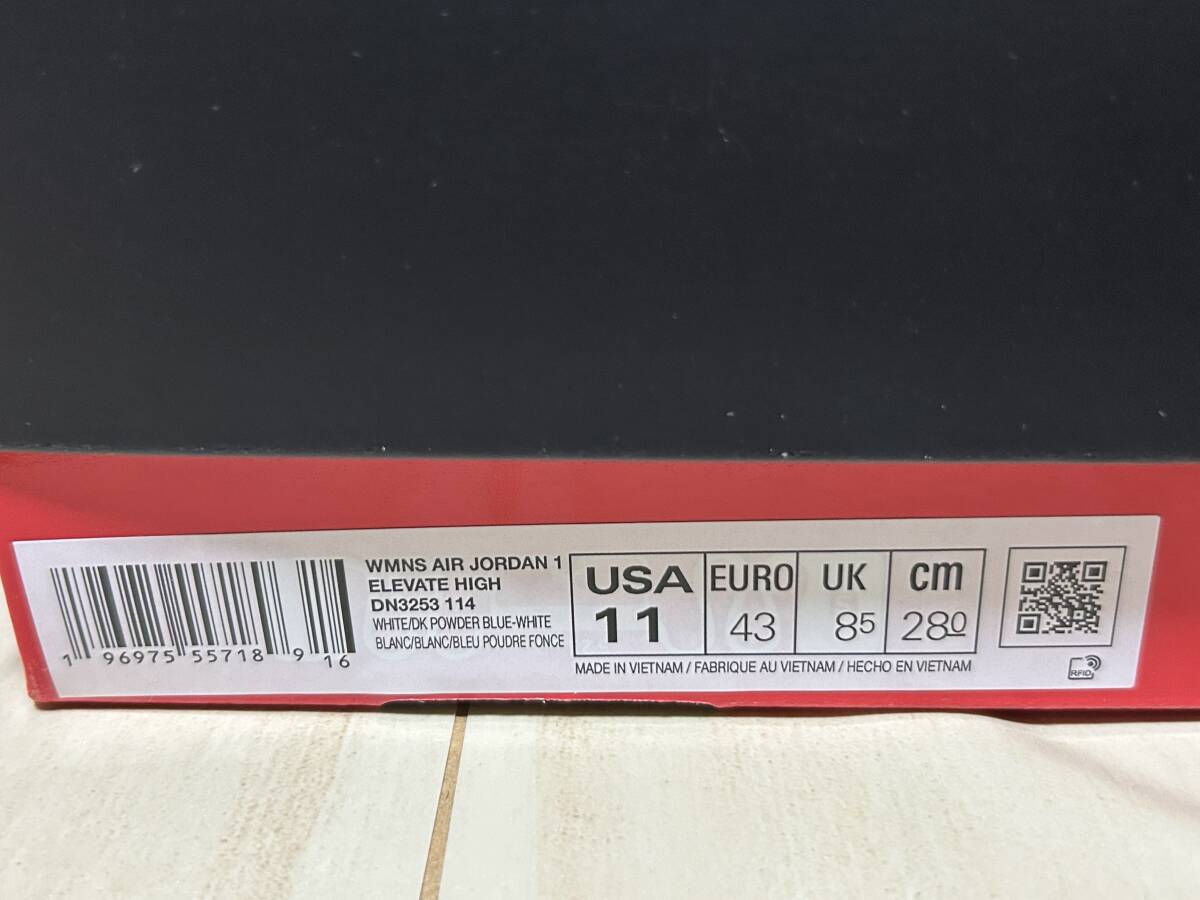 WMNS AIR JORDAN 1
ELEVATE HIGH
DN3253 114
WHITE/DK POWDER BLUE-WHITE
BLANC/BLANC/BLEU POUDRE FONCE
1 96975 55718 9 16
USA
11
EURO
43
UK
85
cm
280
MADE IN VIETNAM / FABRIQUE AU VIETNAM / HECHO EN VIETNAM
RFID